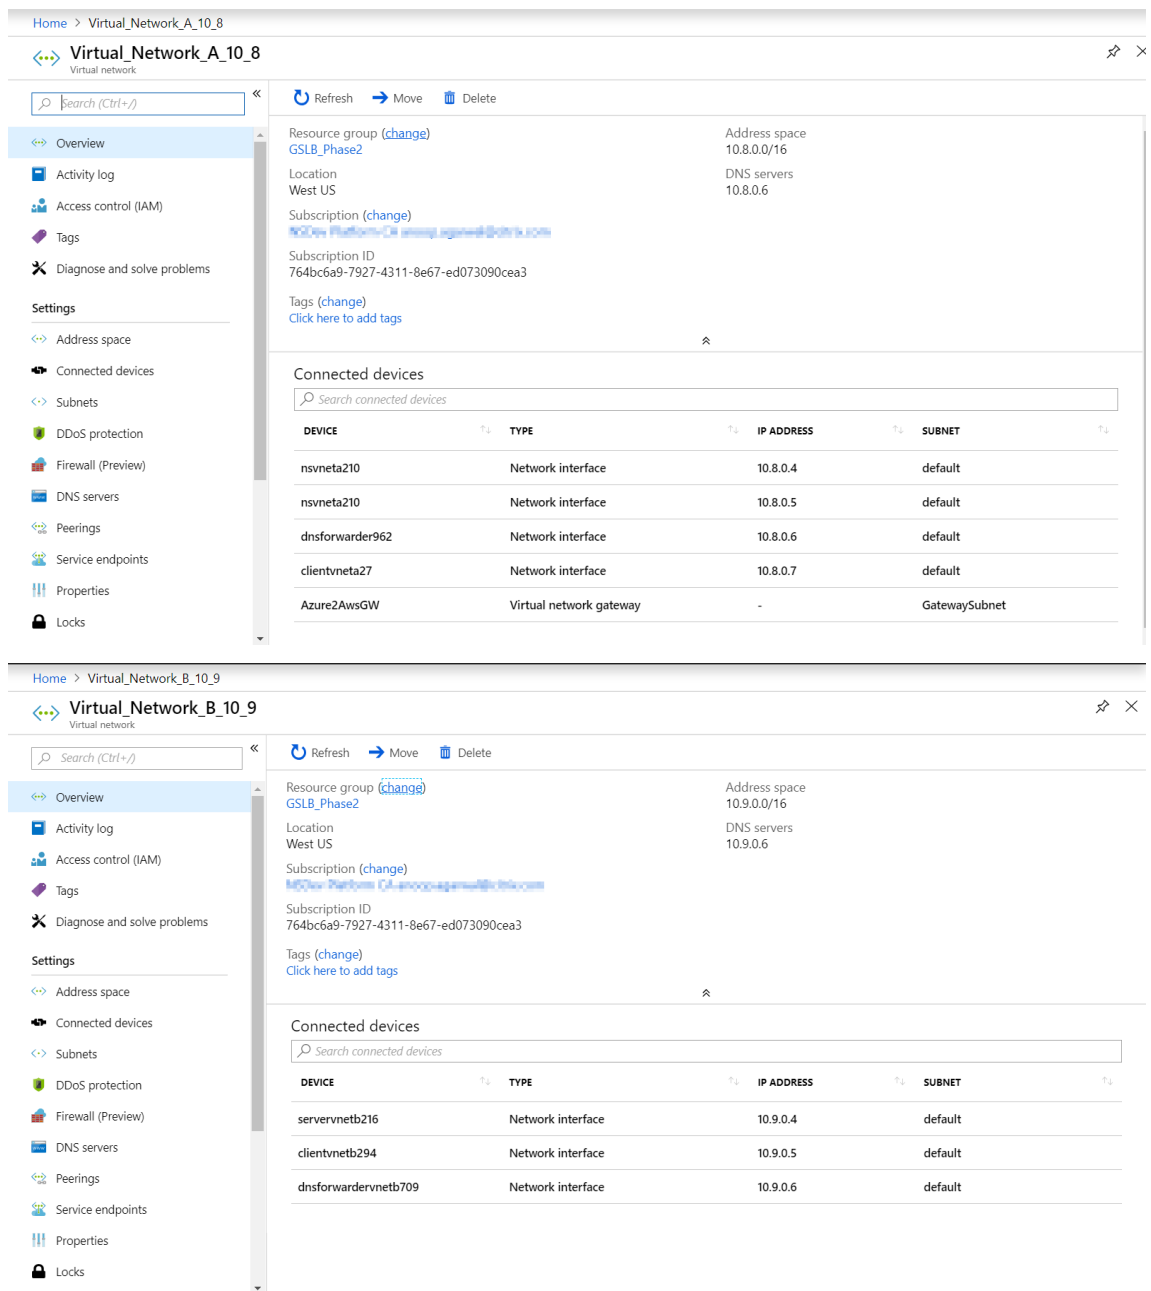 Home > Virtual_Network_A_10_8
Virtual_Network_A_10_8
Virtual network
Search (Ctrl+/)
«
Refresh Move Delete
Overview
Activity log
Access control (IAM)
Tags
Diagnose and solve problems
Settings
Address space
Connected devices
Subnets
DDoS protection
Firewall (Preview)
DNS servers
Peerings
Service endpoints
Properties
Locks
Resource group (change)
GSLB_Phase2
Location
West US
Subscription (change)
Subscription ID
764bc6a9-7927-4311-8e67-ed073090cea3
Tags (change)
Click here to add tags
Address space
10.8.0.0/16
DNS servers
10.8.0.6
Connected devices
Search connected devices
DEVICE TYPE IP ADDRESS SUBNET
nsvneta210 Network interface 10.8.0.4 default
nsvneta210 Network interface 10.8.0.5 default
dnsforwarder962 Network interface 10.8.0.6 default
clientvneta27 Network interface 10.8.0.7 default
Azure2AwsGW Virtual network gateway - GatewaySubnet
Home > Virtual_Network_B_10_9
Virtual_Network_B_10_9
Virtual network
Search (Ctrl+/)
«
Refresh Move Delete
Overview
Activity log
Access control (IAM)
Tags
Diagnose and solve problems
Settings
Address space
Connected devices
Subnets
DDoS protection
Firewall (Preview)
DNS servers
Peerings
Service endpoints
Properties
Locks
Resource group (change)
GSLB_Phase2
Location
West US
Subscription (change)
Subscription ID
764bc6a9-7927-4311-8e67-ed073090cea3
Tags (change)
Click here to add tags
Address space
10.9.0.0/16
DNS servers
10.9.0.6
Connected devices
Search connected devices
DEVICE TYPE IP ADDRESS SUBNET
servervnetb216 Network interface 10.9.0.4 default
clientvnetb294 Network interface 10.9.0.5 default
dnsforwardervnetb709 Network interface 10.9.0.6 default